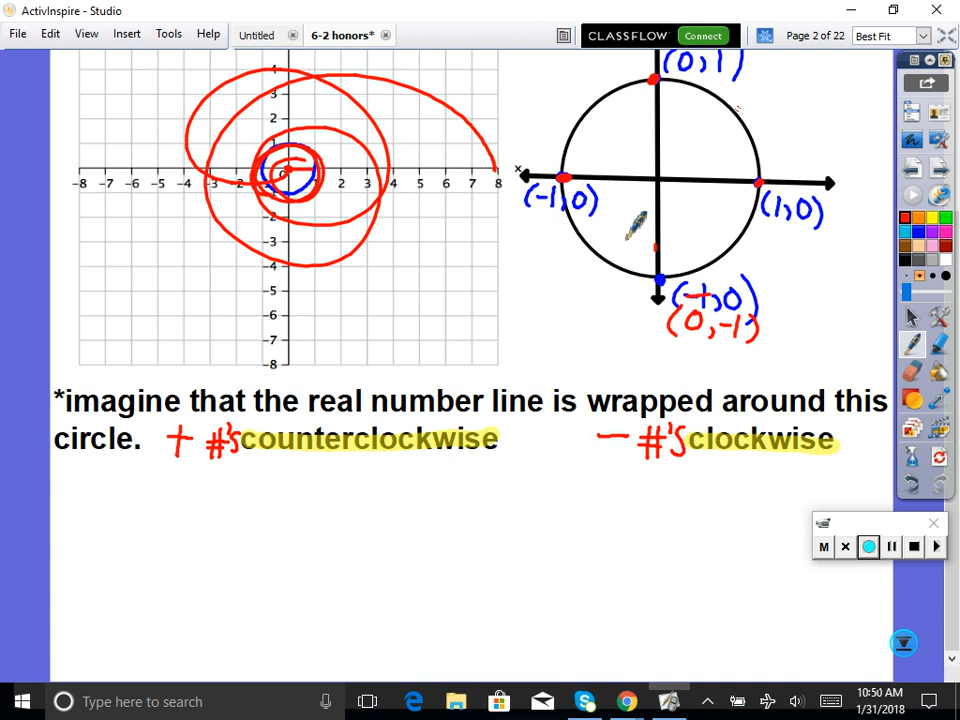 ActivInspire - Studio
File Edit View Insert Tools Help Untitled 6-2 honors* CLASSFLOW Connect Page 2 of 22 Best Fit
4
3
2
1
-8 -7 -6 -5 -4 -3 2 0 1 2 3 4 5 6 7 8 x
-1
-2
-3
-4
-5
-6
-7
-8
(0,1)
(-1,0)
(1,0)
(-1,0)
(0,-1)
*imagine that the real number line is wrapped around this
circle. + #'s counterclockwise - #'s clockwise
M
Type here to search
10:50 AM
1/31/2018